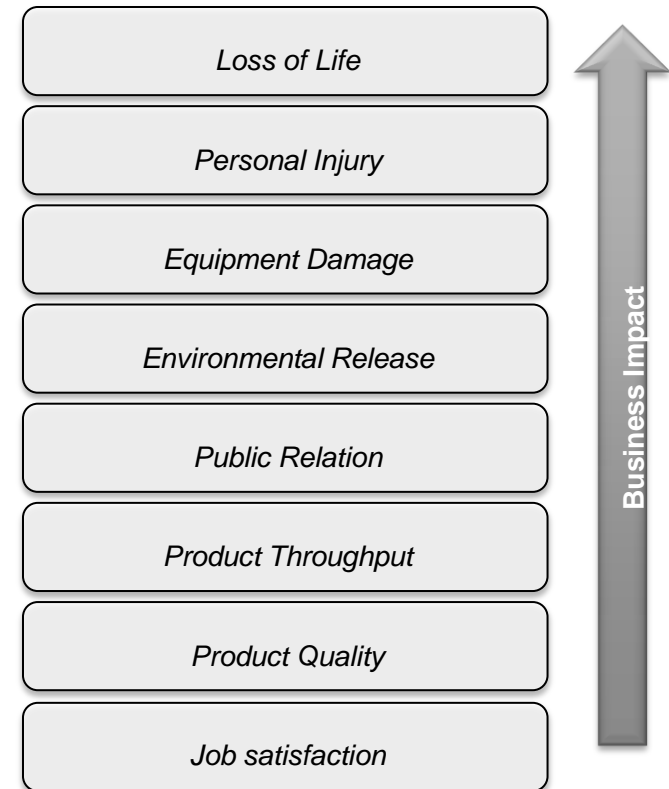 Loss of Life
Personal Injury
Equipment Damage
Environmental Release
Public Relation
Product Throughput
Product Quality
Job satisfaction
Business Impact